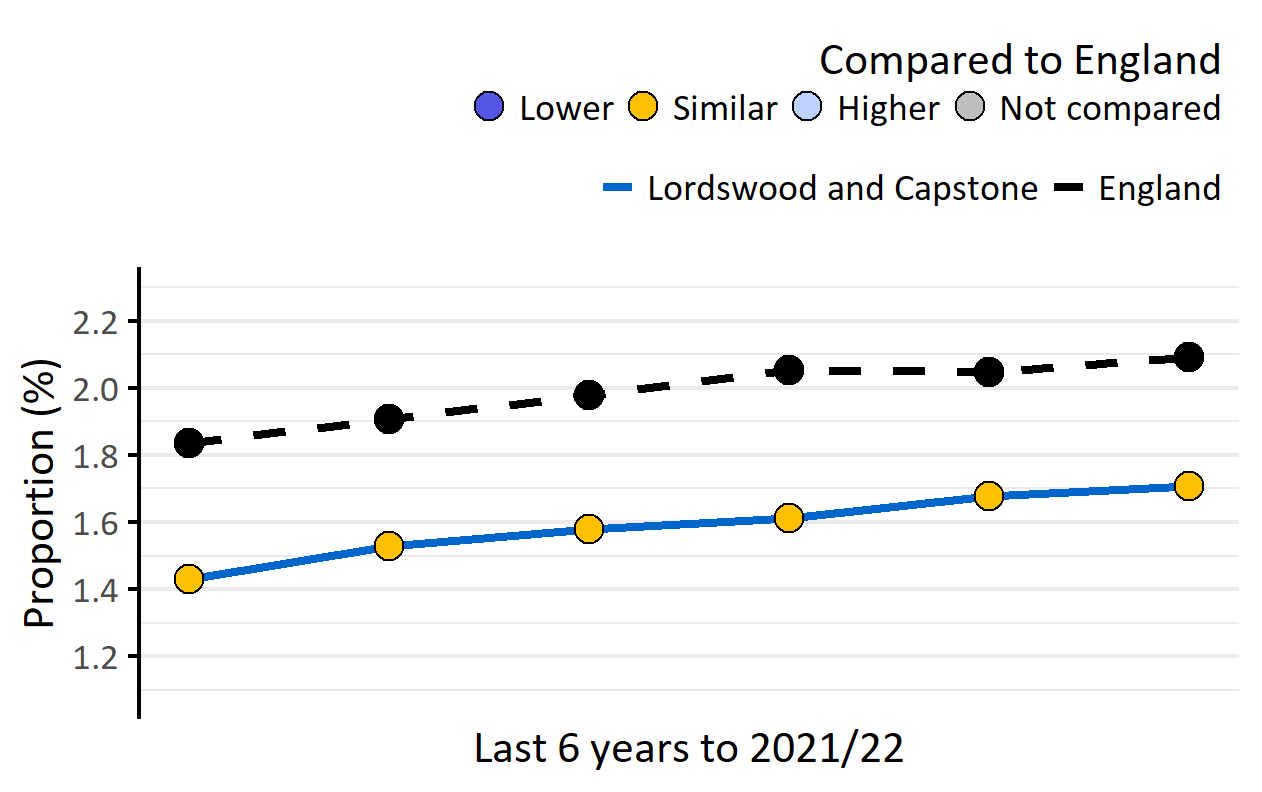 Compared to England
Lower Similar Higher Not compared
Lordswood and Capstone England
Proportion (%)
2.2
2.0
1.8
1.6
1.4
1.2
Last 6 years to 2021/22